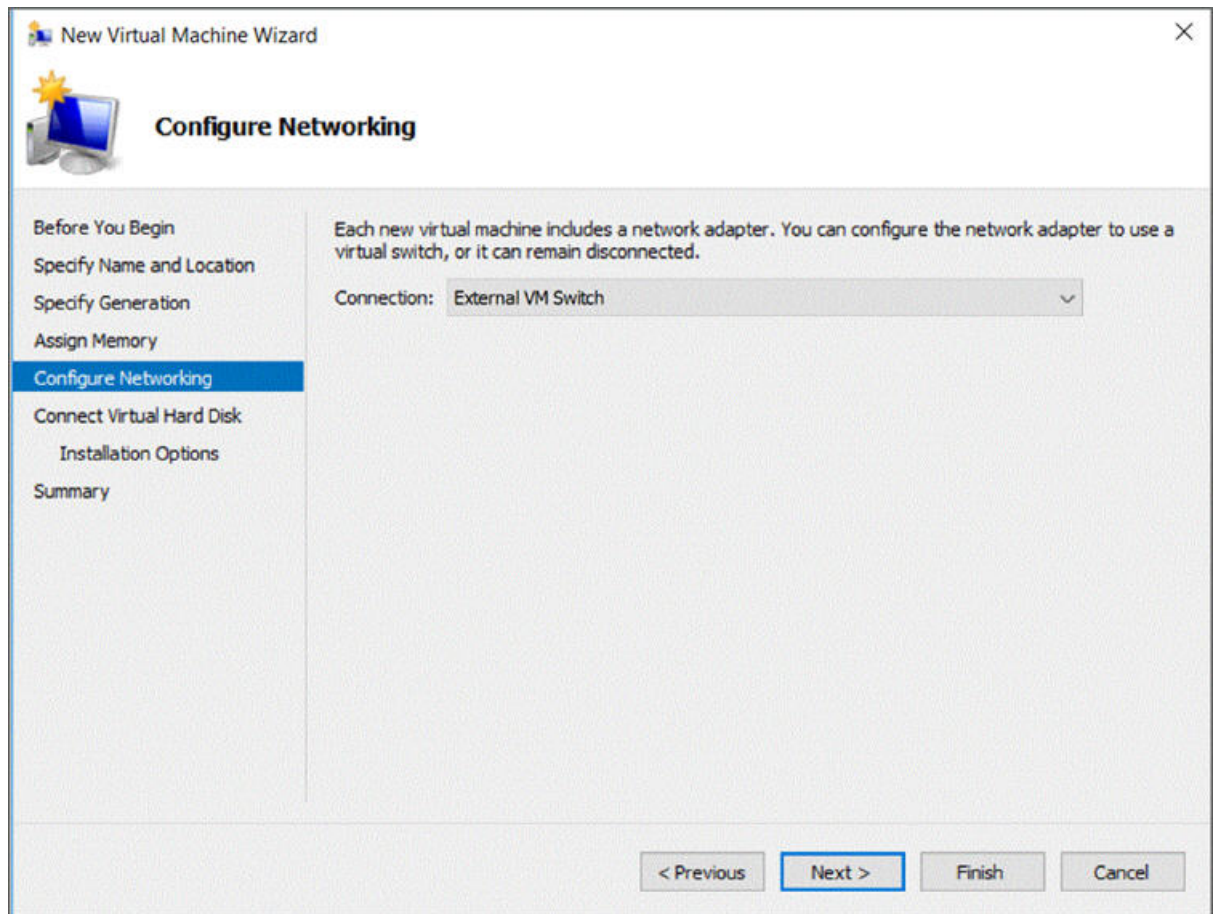 New Virtual Machine Wizard
Configure Networking
Before You Begin
Specify Name and Location
Specify Generation
Assign Memory
Configure Networking
Connect Virtual Hard Disk
Installation Options
Summary
Each new virtual machine includes a network adapter. You can configure the network adapter to use a
virtual switch, or it can remain disconnected.
Connection: External VM Switch
< Previous Next > Finish Cancel